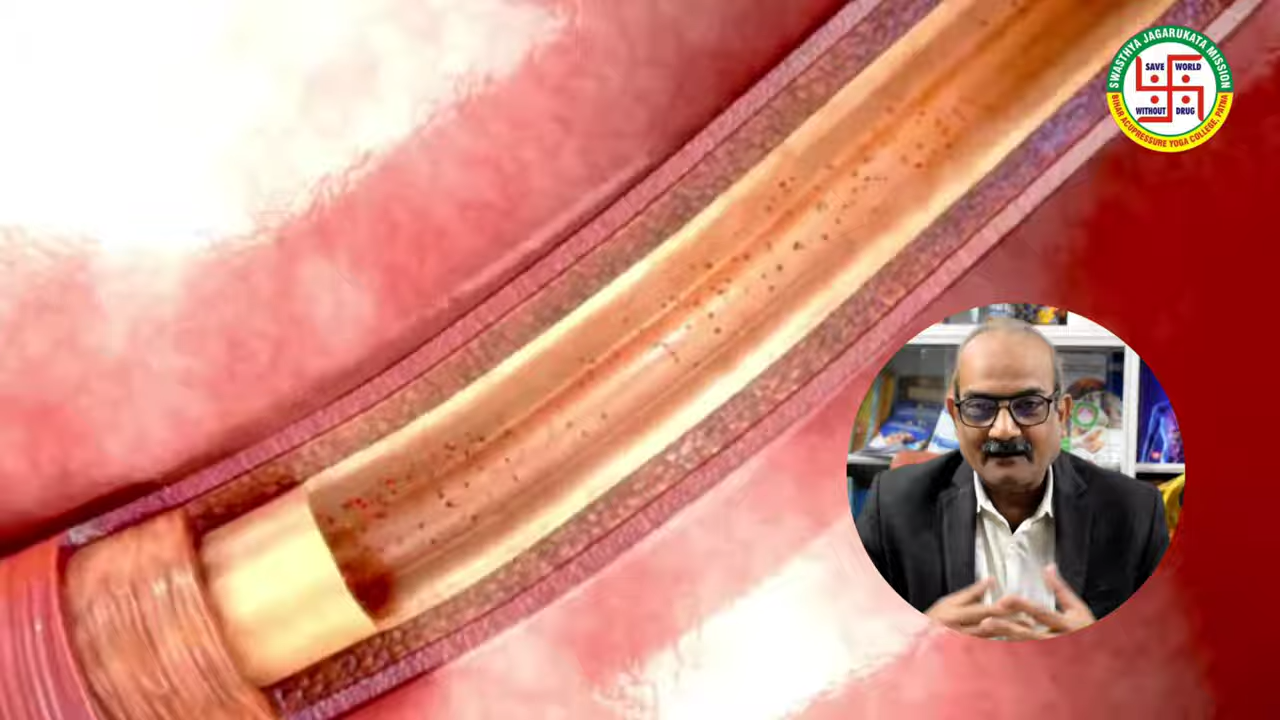 SWASTHYA JAGARUKATA MISSION
SAVE WORLD
WITHOUT DRUG
BIHAR ACUPRESSURE YOGA COLLEGE, PATNA